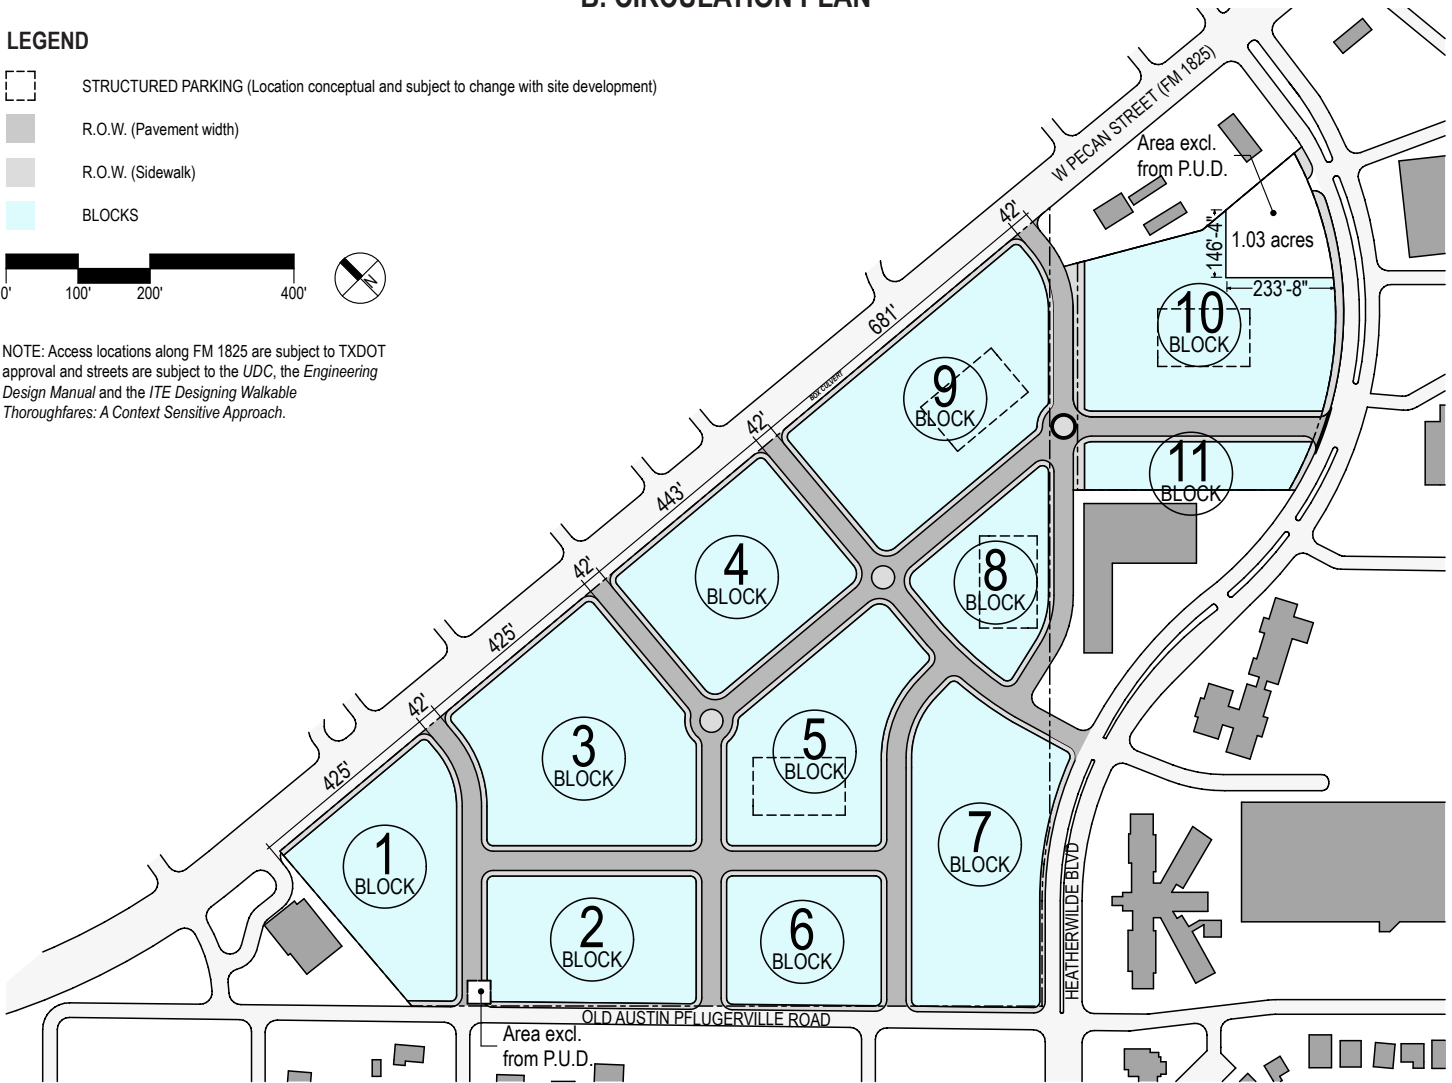 B. CIRCULATION PLAN
LEGEND
STRUCTURED PARKING (Location conceptual and subject to change with site development)
R.O.W. (Pavement width)
R.O.W. (Sidewalk)
BLOCKS
0'
100'
200'
400'
N
NOTE: Access locations along FM 1825 are subject to TXDOT
approval and streets are subject to the UDC, the Engineering
Design Manual and the ITE Designing Walkable
Thoroughfares: A Context Sensitive Approach.
W PECAN STREET (FM 1825)
Area excl.
from P.U.D.
1.03 acres
146'-4"
233'-8"
42'
681'
BOX CULVERT
42'
443'
42'
425'
42'
425'
10
BLOCK
9
BLOCK
11
BLOCK
4
BLOCK
8
BLOCK
3
BLOCK
5
BLOCK
7
BLOCK
1
BLOCK
2
BLOCK
6
BLOCK
HEATHERWILDE BLVD
OLD AUSTIN PFLUGERVILLE ROAD
Area excl.
from P.U.D.